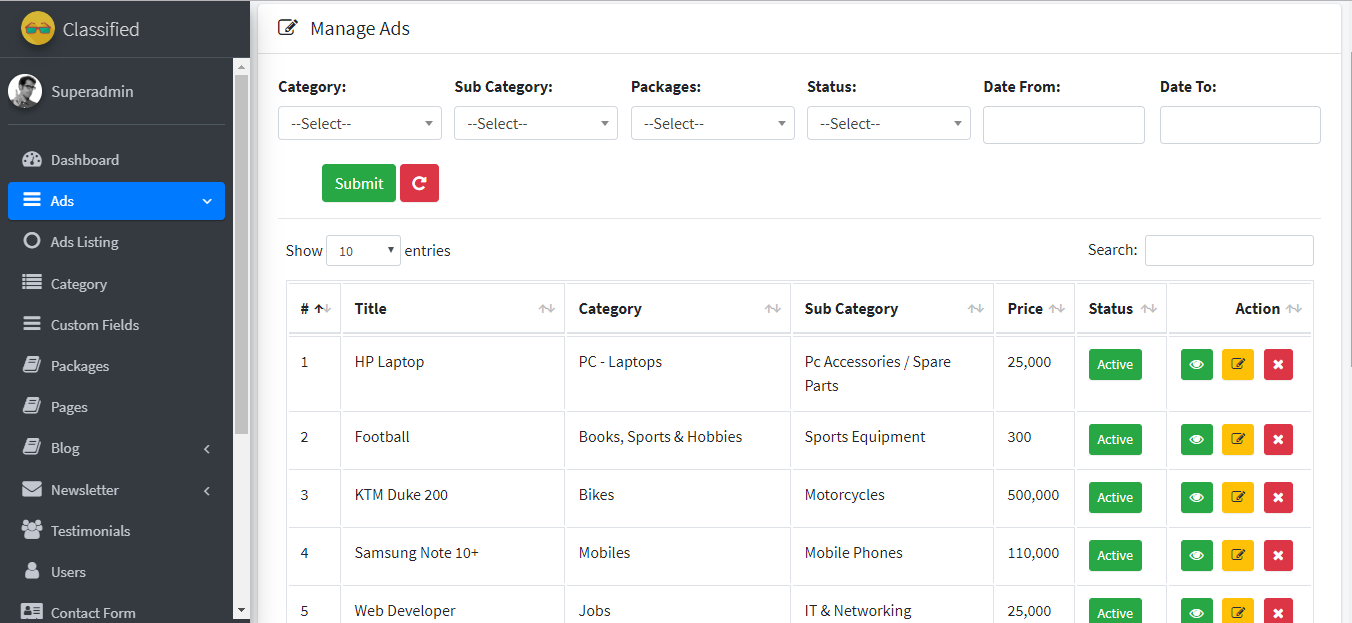 Classified
Superadmin
Dashboard
Ads
Ads Listing
Category
Custom Fields
Packages
Pages
Blog
Newsletter
Testimonials
Users
Contact Form
Manage Ads
Category: Sub Category: Packages: Status: Date From: Date To:
--Select-- --Select-- --Select-- --Select--
Submit
Show 10 entries Search:
# Title Category Sub Category Price Status Action
1 HP Laptop PC - Laptops Pc Accessories / Spare Parts 25,000 Active
2 Football Books, Sports & Hobbies Sports Equipment 300 Active
3 KTM Duke 200 Bikes Motorcycles 500,000 Active
4 Samsung Note 10+ Mobiles Mobile Phones 110,000 Active
5 Web Developer Jobs IT & Networking 25,000 Active